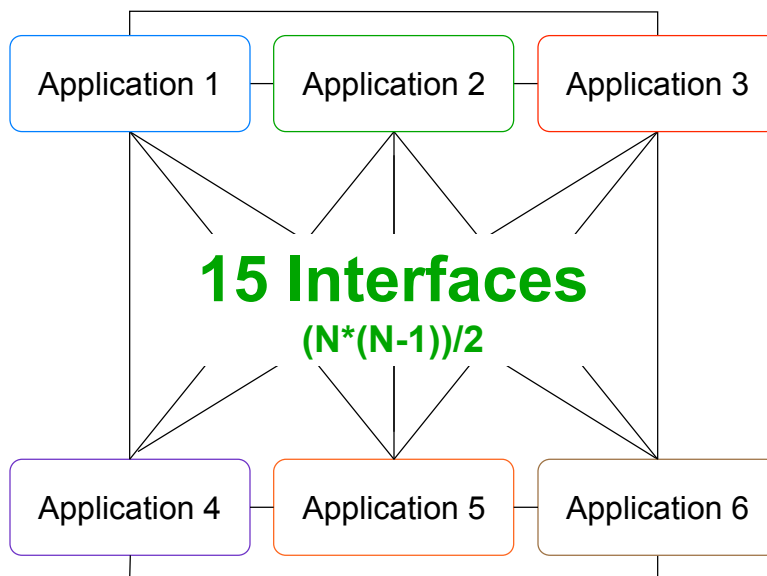 Application 1
Application 2
Application 3
15 Interfaces
(N*(N-1))/2
Application 4
Application 5
Application 6